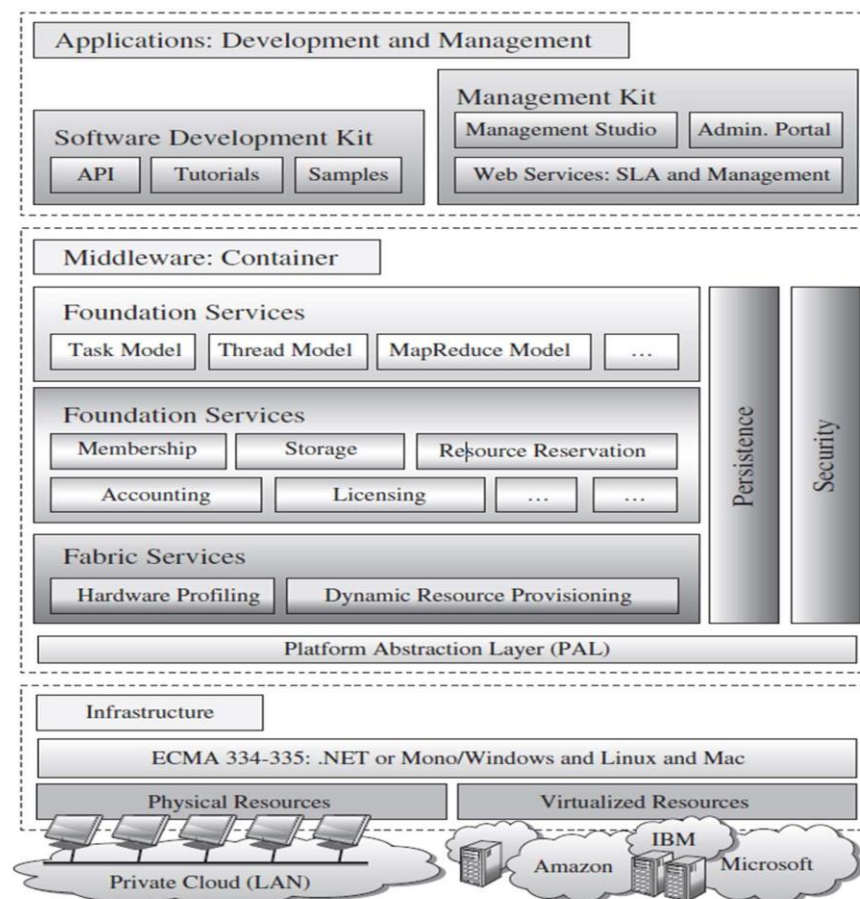 Applications: Development and Management
Management Kit
Management Studio
Admin. Portal
Web Services: SLA and Management
Software Development Kit
API
Tutorials
Samples
Middleware: Container
Foundation Services
Task Model
Thread Model
MapReduce Model
...
Foundation Services
Membership
Storage
Resource Reservation
Accounting
Licensing
...
...
Fabric Services
Hardware Profiling
Dynamic Resource Provisioning
Persistence
Security
Platform Abstraction Layer (PAL)
Infrastructure
ECMA 334-335: .NET or Mono/Windows and Linux and Mac
Physical Resources
Virtualized Resources
Private Cloud (LAN)
Amazon
IBM
Microsoft